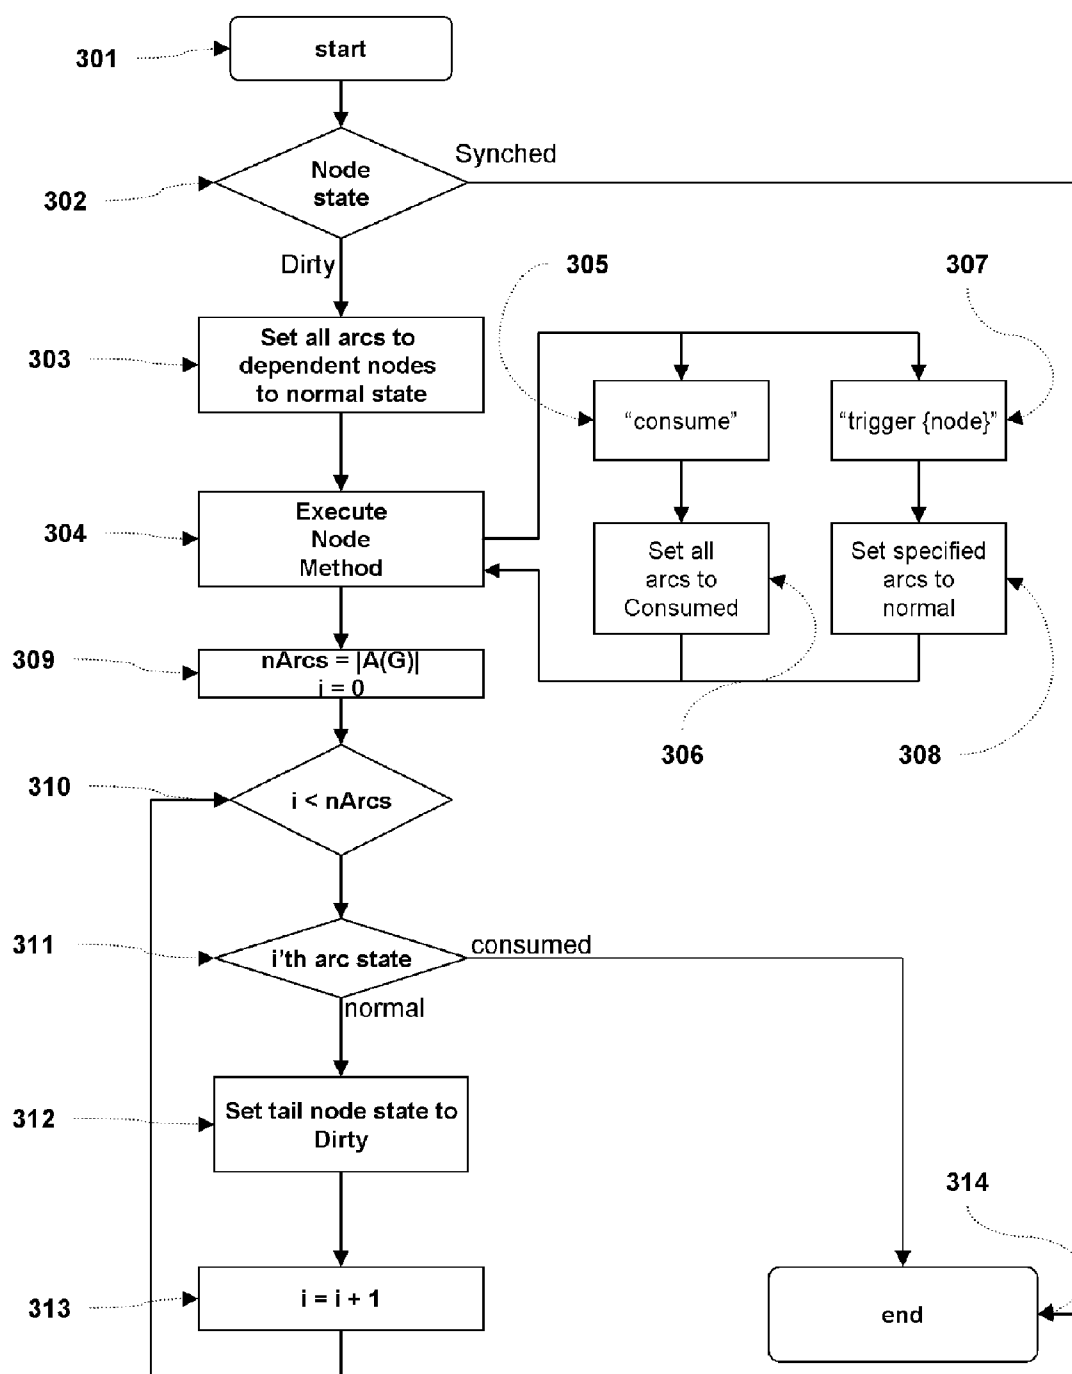 start
301
Synched
Node
state
302
Dirty
305
307
Set all arcs to
dependent nodes
to normal state
303
“consume”
“trigger {node}”
Execute
Node
Method
304
Set all
arcs to
Consumed
Set specified
arcs to
normal
nArcs = |A(G)|
i = 0
309
306
308
310
i < nArcs
311
i’th arc state
consumed
normal
Set tail node state to
Dirty
312
314
i = i + 1
313
end